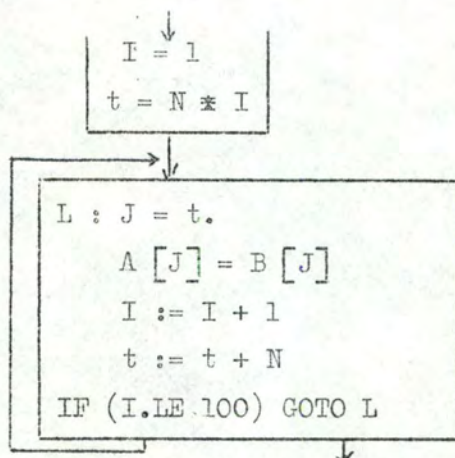 I = 1
t = N * I
L : J = t.
A [J] = B [J]
I := I + 1
t := t + N
IF (I.LE.100) GOTO L